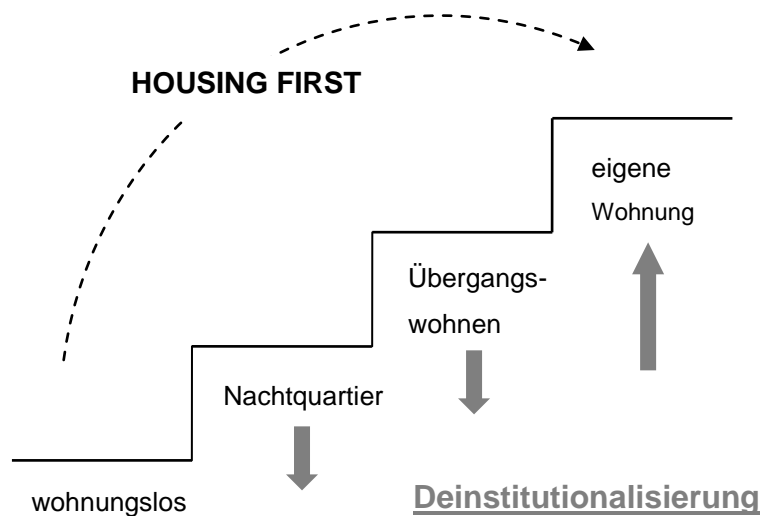 HOUSING FIRST
eigene
Wohnung
Übergangs-
wohnen
Nachtquartier
wohnungslos
Deinstitutionalisierung